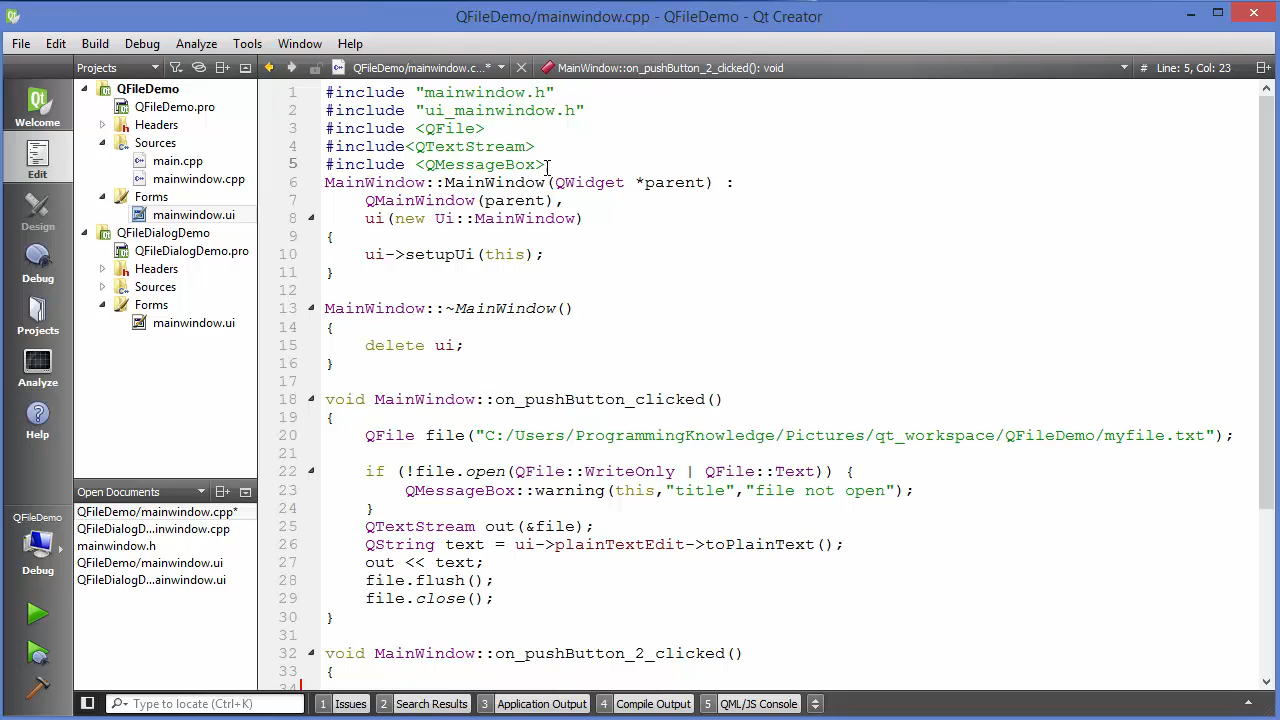 QFileDemo/mainwindow.cpp - QFileDemo - Qt Creator
File Edit Build Debug Analyze Tools Window Help
Projects QFileDemo/mainwindow.c...* MainWindow::on_pushButton_2_clicked(): void # Line: 5, Col: 23
Welcome
Edit
Design
Debug
Projects
Analyze
Help
QFileDemo
Debug
QFileDemo
QFileDemo.pro
Headers
Sources
main.cpp
mainwindow.cpp
Forms
mainwindow.ui
QFileDialogDemo
QFileDialogDemo.pro
Headers
Sources
Forms
mainwindow.ui
Open Documents
QFileDemo/mainwindow.cpp*
QFileDialogD...inwindow.cpp
mainwindow.h
QFileDemo/mainwindow.ui
QFileDialogD...ainwindow.ui
1 #include "mainwindow.h"
2 #include "ui_mainwindow.h"
3 #include <QFile>
4 #include<QTextStream>
5 #include <QMessageBox>
6 MainWindow::MainWindow(QWidget *parent) :
7 QMainWindow(parent),
8 ui(new Ui::MainWindow)
9 {
10 ui->setupUi(this);
11 }
12
13 MainWindow::~MainWindow()
14 {
15 delete ui;
16 }
17
18 void MainWindow::on_pushButton_clicked()
19 {
20 QFile file("C:/Users/ProgrammingKnowledge/Pictures/qt_workspace/QFileDemo/myfile.txt");
21
22 if (!file.open(QFile::WriteOnly | QFile::Text)) {
23 QMessageBox::warning(this,"title","file not open");
24 }
25 QTextStream out(&file);
26 QString text = ui->plainTextEdit->toPlainText();
27 out << text;
28 file.flush();
29 file.close();
30 }
31
32 void MainWindow::on_pushButton_2_clicked()
33 {
34
Type to locate (Ctrl+K) 1 Issues 2 Search Results 3 Application Output 4 Compile Output 5 QML/JS Console